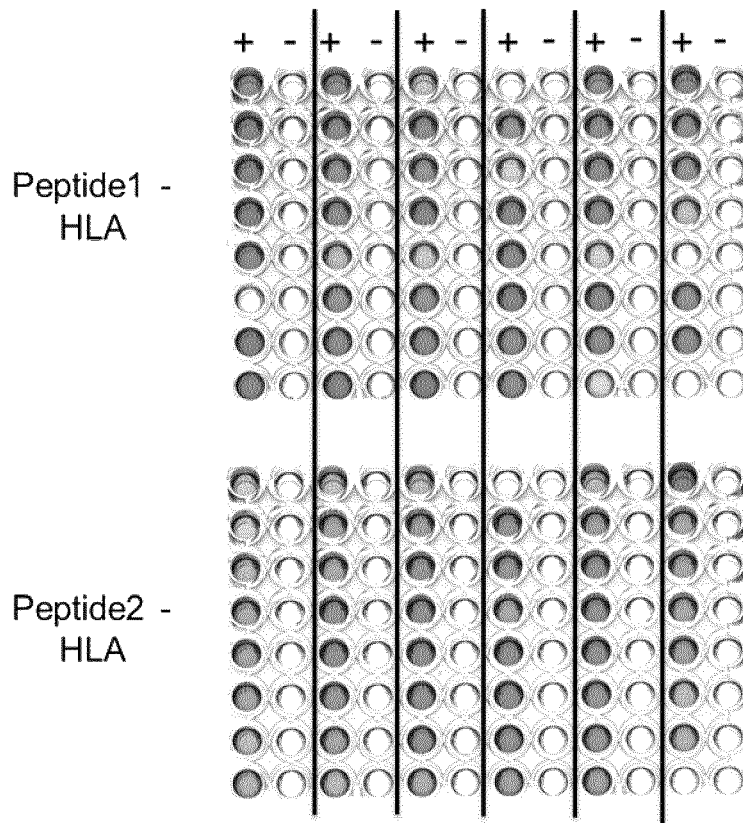 + - + - + - + - + - + -
Peptide1 -
HLA
Peptide2 -
HLA